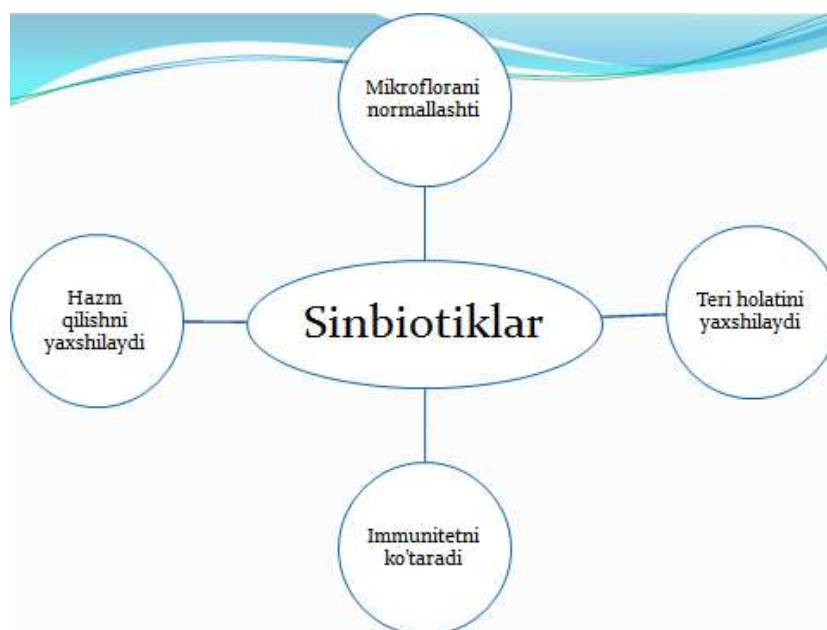 Mikroflorani
normallashti
Hazm
qilishni
yaxshilaydi
Sinbiotiklar
Teri holatini
yaxshilaydi
Immunitetni
ko'taradi